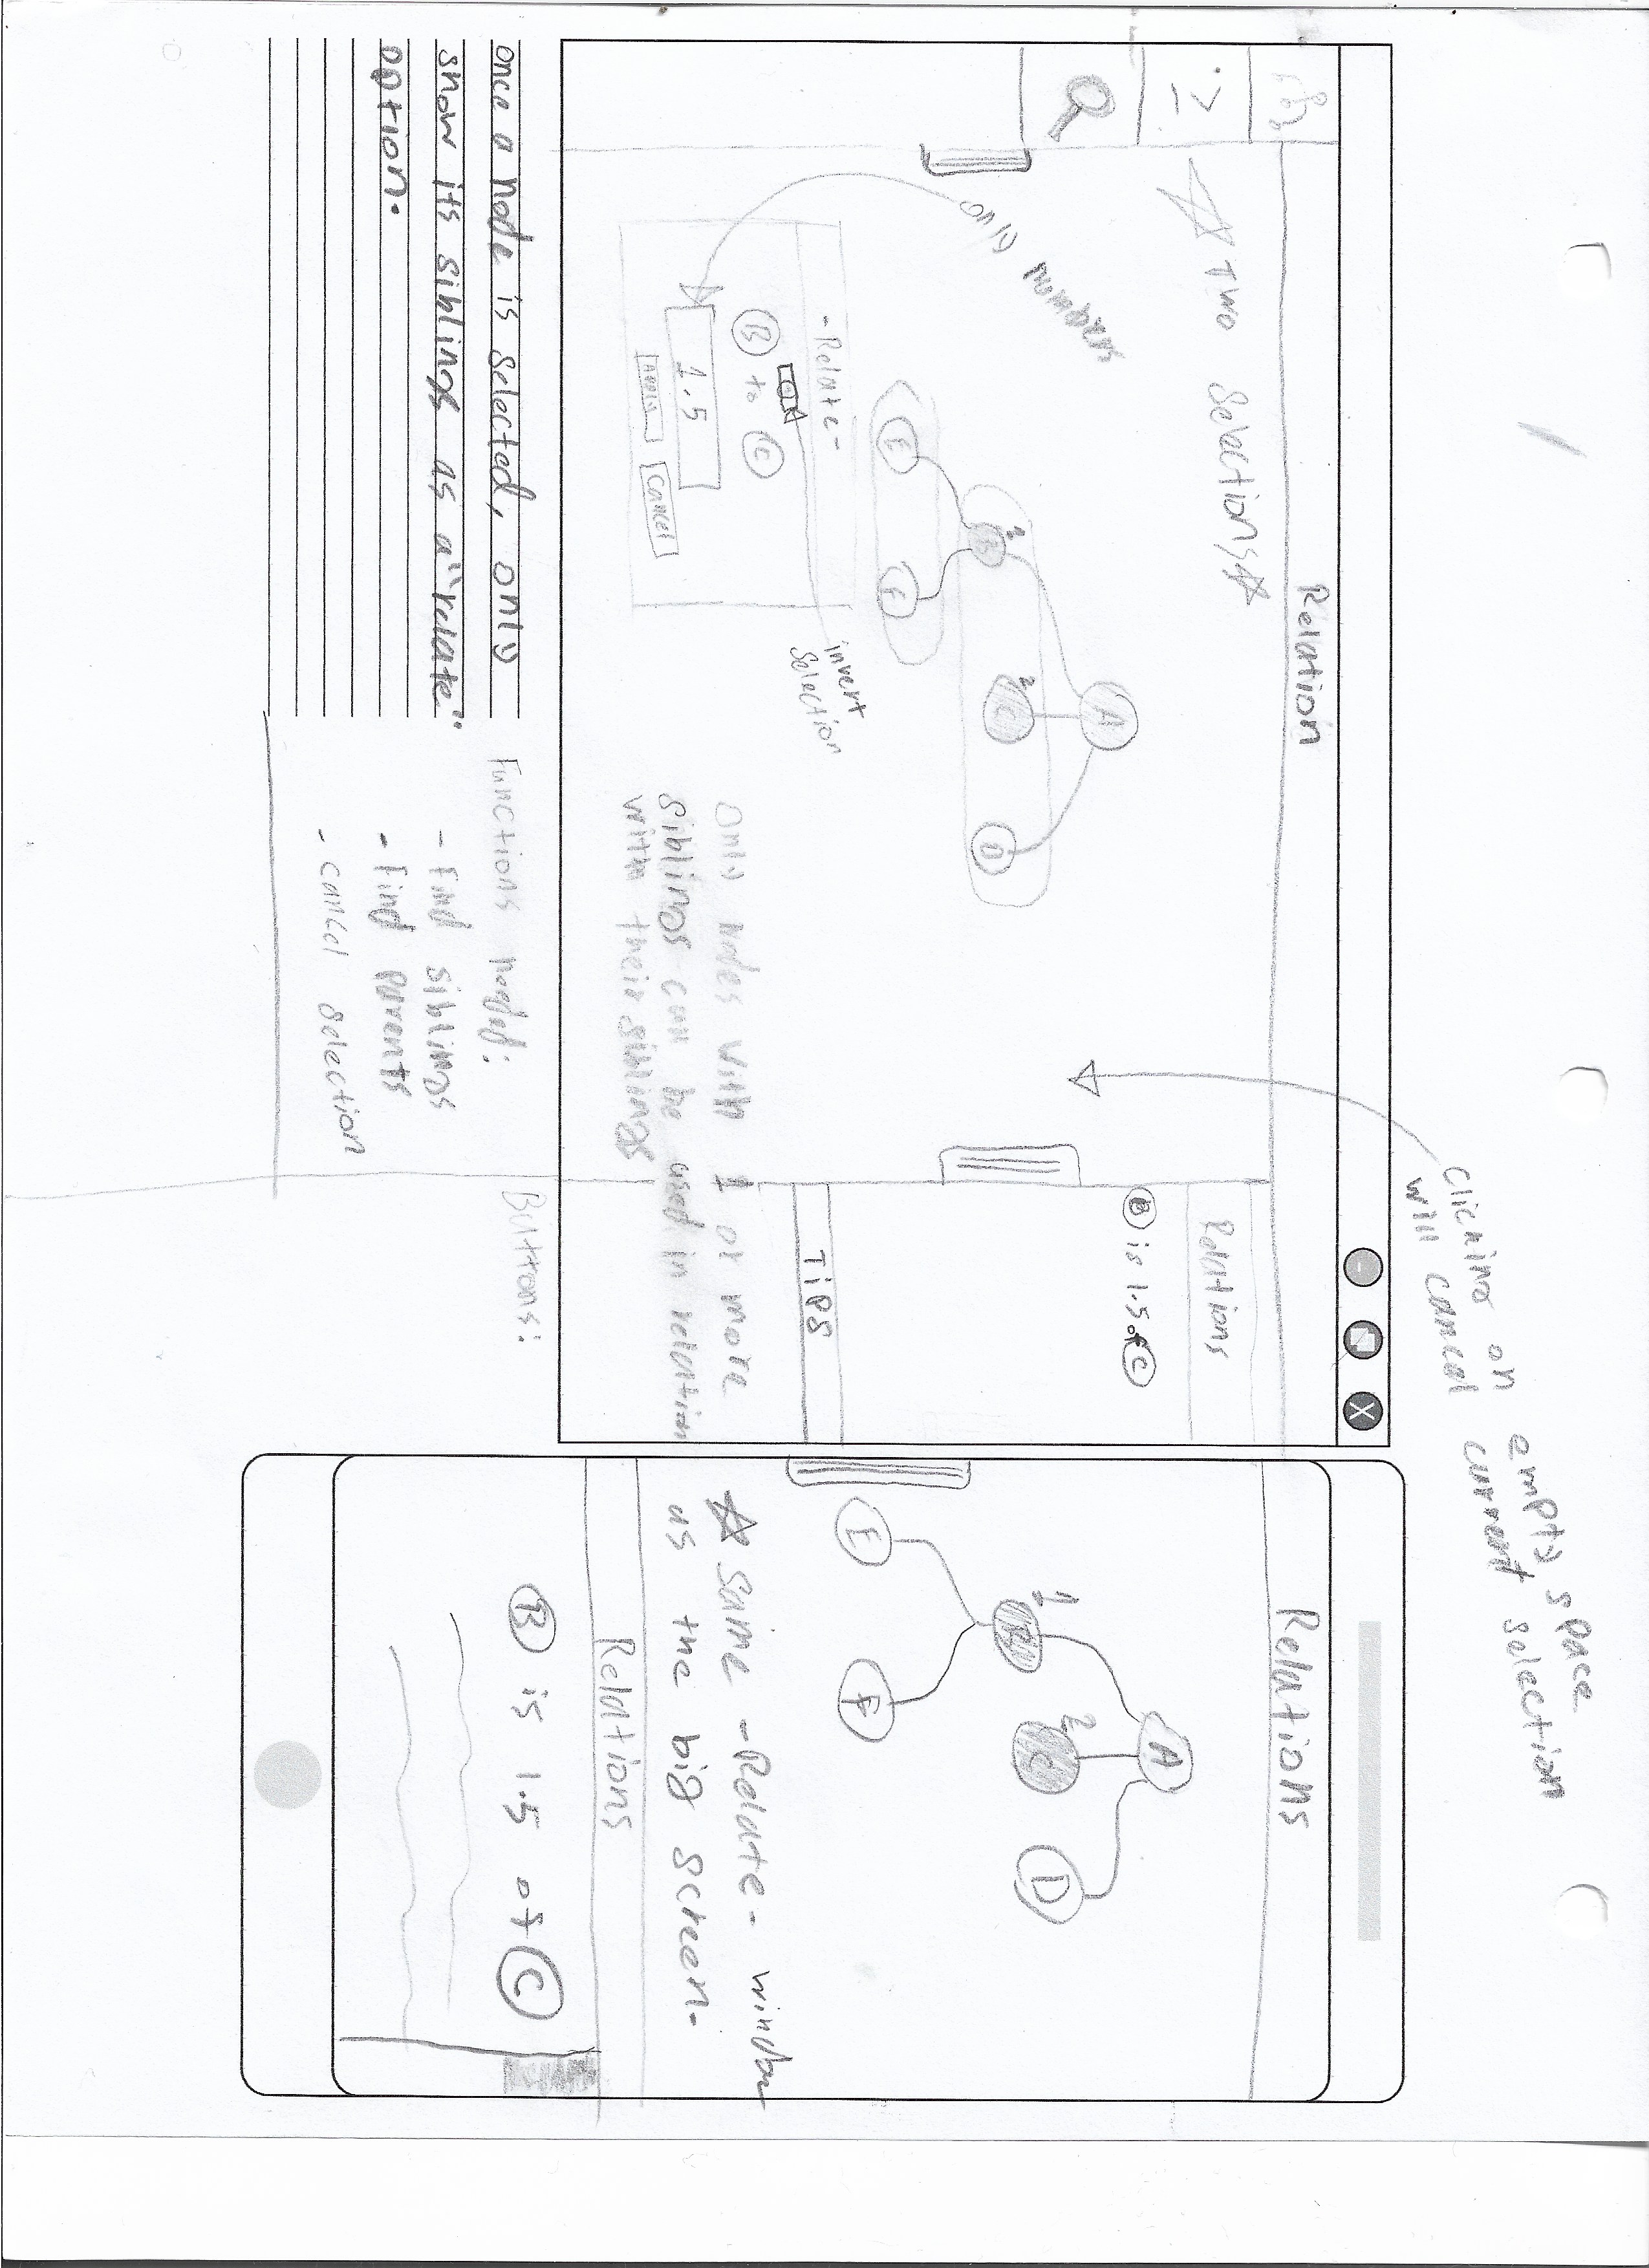 Clicking on empty space
will cancel current selection
X
Relation
Two Selections
Relations
B is 1.5 of C
only numbers
A
1
B
2
C
D
E
F
- Relate -
invert
Selection
B to C
1.5
Apply
Cancel
TiPS
Only nodes with 1 or more
siblings can be used in relation
with their siblings
Relations
A
1
B
2
C
D
E
F
same - Relate - window
as the big screen.
Relations
B is 1.5 of C
once a node is selected, only
show its siblings as a "relate"
option.
Functions needed:
- Find siblings
- Find Parents
- cancel selection
Buttons: